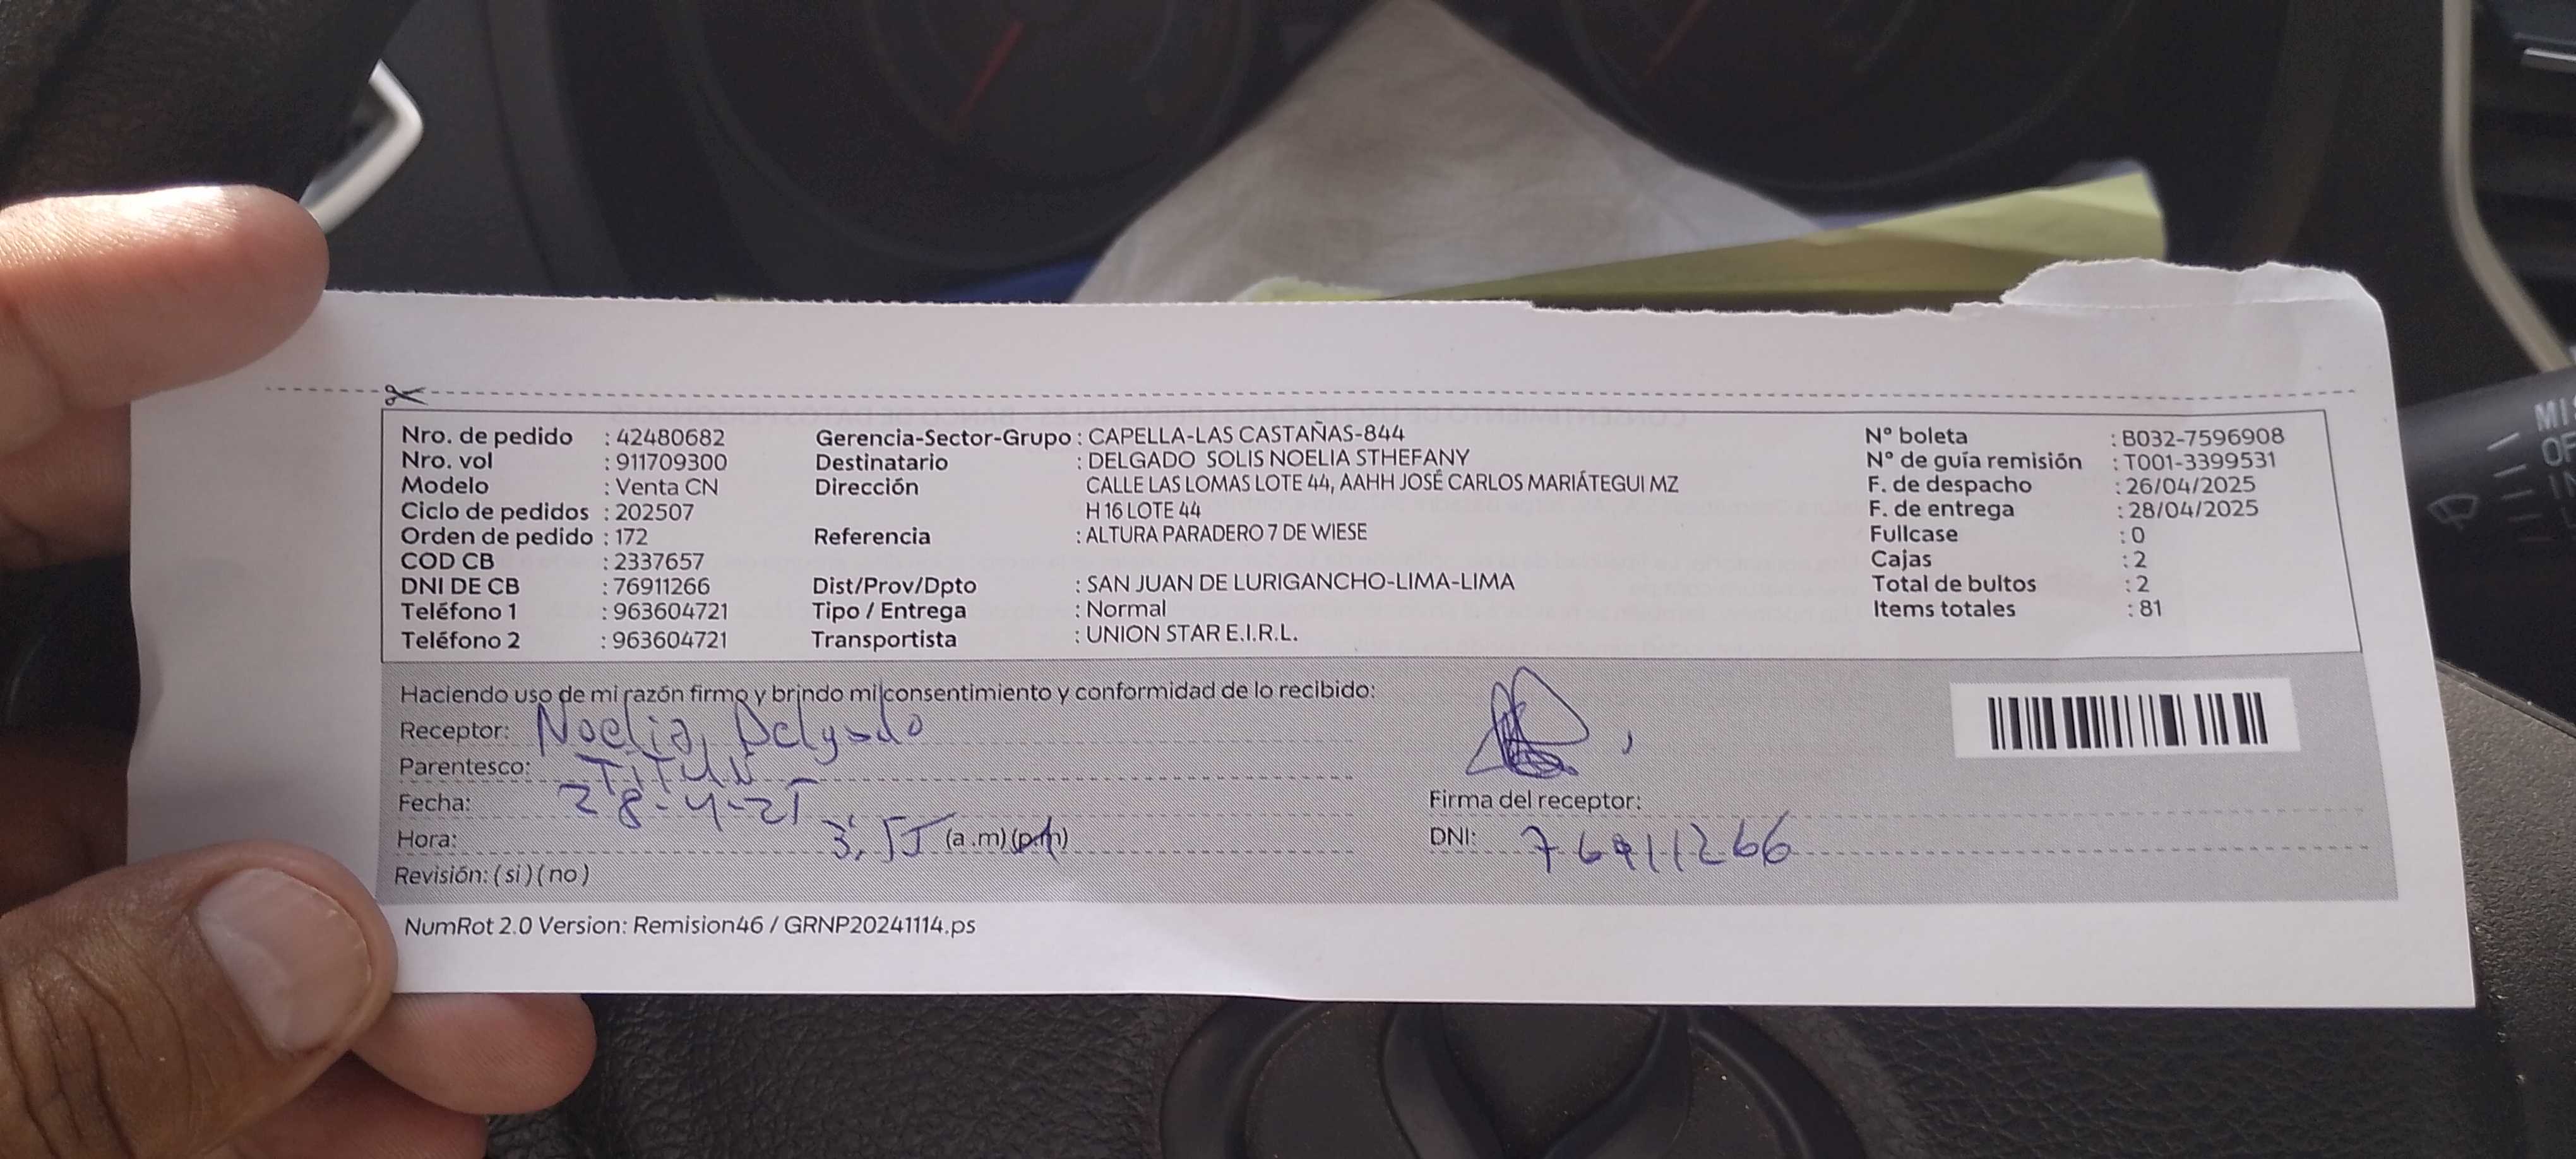 Nro. de pedido : 42480682 Gerencia-Sector-Grupo : CAPELLA-LAS CASTAÑAS-844 N° boleta : B032-7596908
Nro. vol : 911709300 Destinatario : DELGADO SOLIS NOELIA STHEFANY N° de guía remisión : T001-3399531
Modelo : Venta CN Dirección CALLE LAS LOMAS LOTE 44, AAHH JOSÉ CARLOS MARIÁTEGUI MZ F. de despacho : 26/04/2025
Ciclo de pedidos : 202507 H 16 LOTE 44 F. de entrega : 28/04/2025
Orden de pedido : 172 Referencia : ALTURA PARADERO 7 DE WIESE Fullcase : 0
COD CB : 2337657 Cajas : 2
DNI DE CB : 76911266 Dist/Prov/Dpto : SAN JUAN DE LURIGANCHO-LIMA-LIMA Total de bultos : 2
Teléfono 1 : 963604721 Tipo / Entrega : Normal Items totales : 81
Teléfono 2 : 963604721 Transportista : UNION STAR E.I.R.L.
Haciendo uso de mi razón firmo y brindo mi consentimiento y conformidad de lo recibido:
Receptor: Noelia Delgado
Parentesco:
Fecha: 28-4-25
Firma del receptor:
Hora: 3:55 (a.m) (p.m)
DNI: 76911266
Revisión: ( si ) ( no )
NumRot 2.0 Version: Remision46 / GRNP20241114.ps